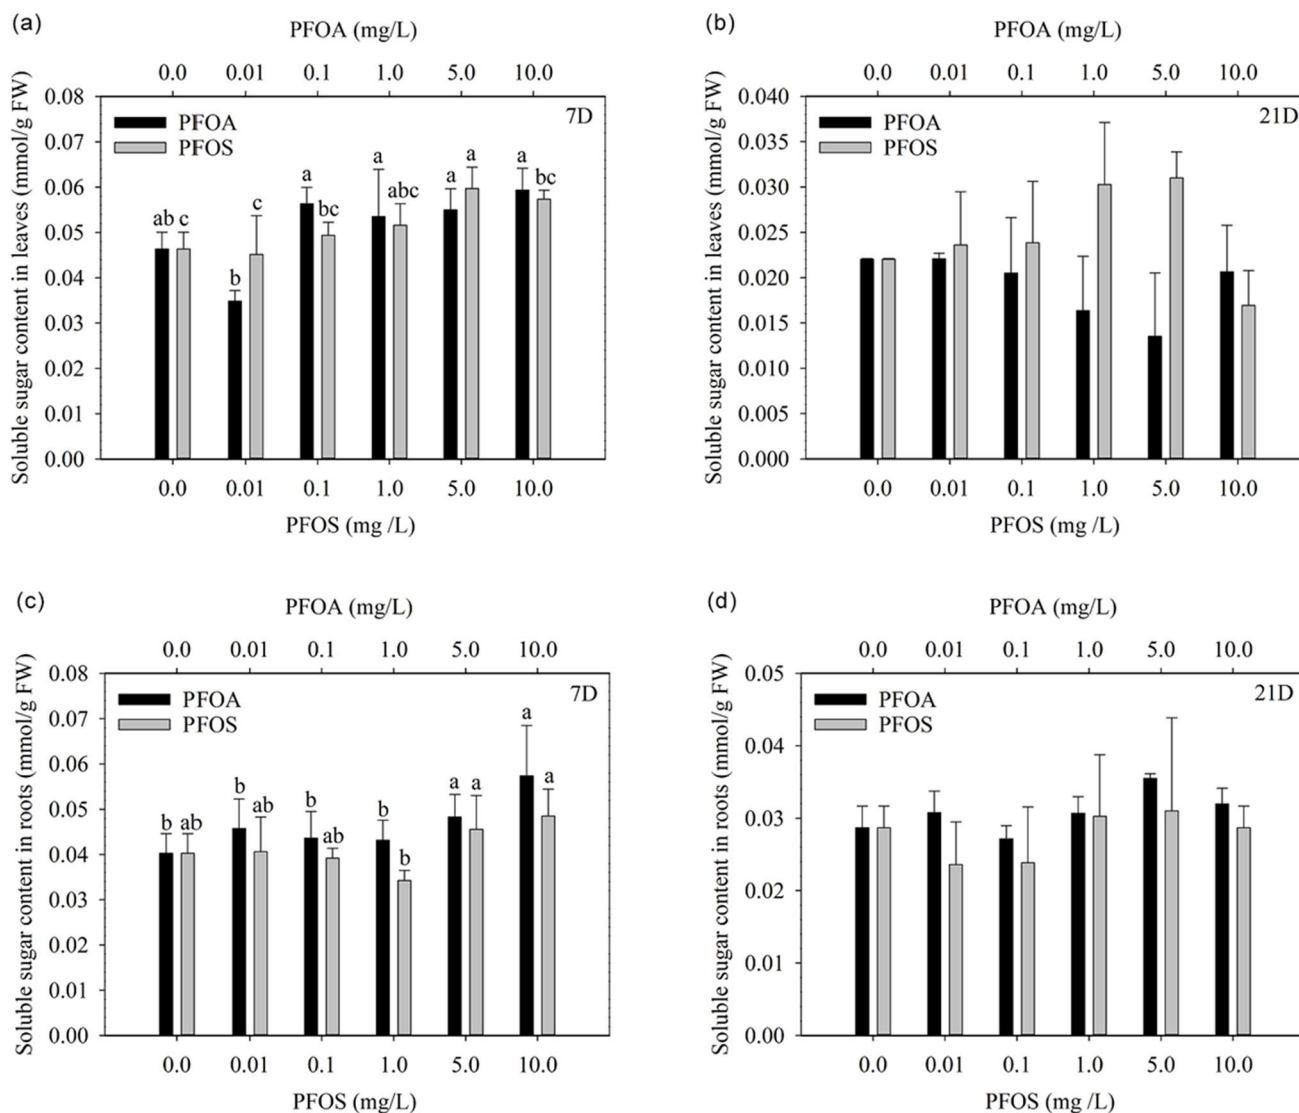 (a)
PFOA (mg/L)
0.0 0.01 0.1 1.0 5.0 10.0
Soluble sugar content in leaves (mmol/g FW)
0.08
0.07
0.06
0.05
0.04
0.03
0.02
0.01
0.00
PFOA
PFOS
7D
ab c b c a bc a abc a a a bc
0.0 0.01 0.1 1.0 5.0 10.0
PFOS (mg /L)
(b)
PFOA (mg/L)
0.0 0.01 0.1 1.0 5.0 10.0
Soluble sugar content in leaves (mmol/g FW)
0.040
0.035
0.030
0.025
0.020
0.015
0.010
0.005
0.000
PFOA
PFOS
21D
0.0 0.01 0.1 1.0 5.0 10.0
PFOS (mg /L)
(c)
PFOA (mg/L)
0.0 0.01 0.1 1.0 5.0 10.0
Soluble sugar content in roots (mmol/g FW)
0.08
0.07
0.06
0.05
0.04
0.03
0.02
0.01
0.00
PFOA
PFOS
7D
b ab b ab b ab b b a a a a
0.0 0.01 0.1 1.0 5.0 10.0
PFOS (mg/L)
(d)
PFOA (mg/L)
0.0 0.01 0.1 1.0 5.0 10.0
Soluble sugar content in roots (mmol/g FW)
0.05
0.04
0.03
0.02
0.01
0.00
PFOA
PFOS
21D
0.0 0.01 0.1 1.0 5.0 10.0
PFOS (mg/L)